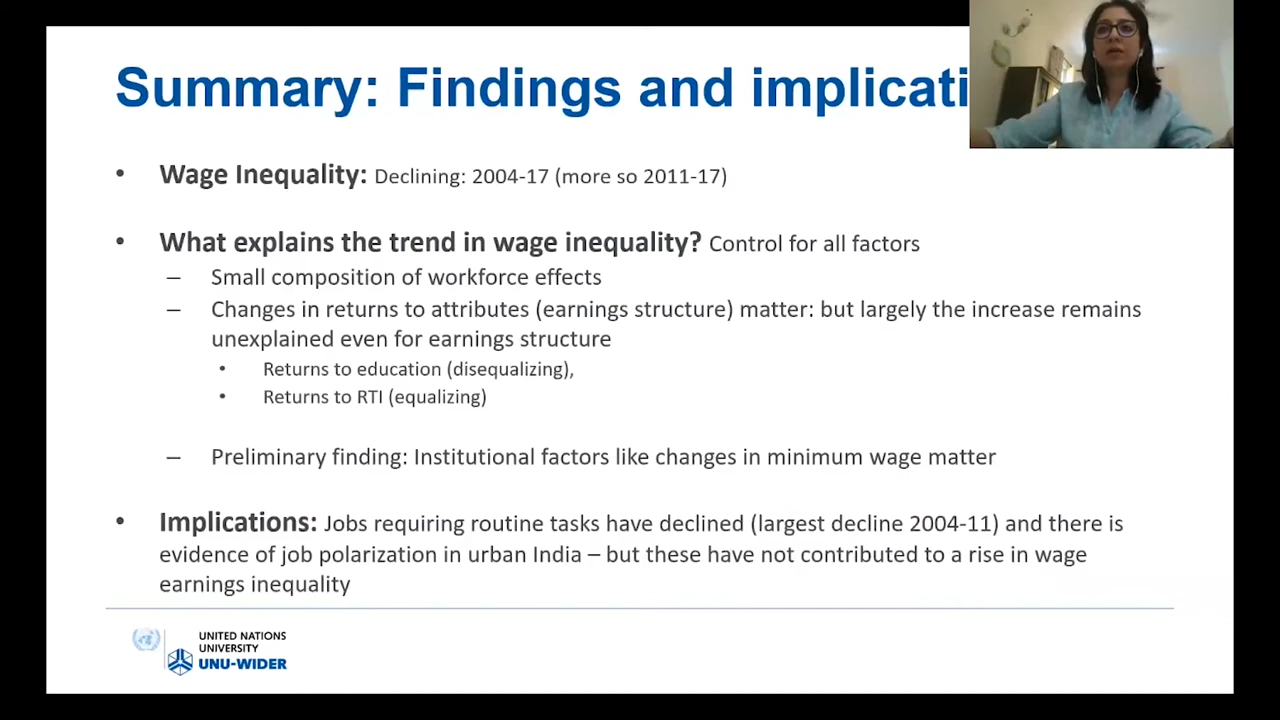 Summary: Findings and implicati
• Wage Inequality: Declining: 2004-17 (more so 2011-17)
• What explains the trend in wage inequality? Control for all factors
– Small composition of workforce effects
– Changes in returns to attributes (earnings structure) matter: but largely the increase remains
unexplained even for earnings structure
• Returns to education (disequalizing),
• Returns to RTI (equalizing)
– Preliminary finding: Institutional factors like changes in minimum wage matter
• Implications: Jobs requiring routine tasks have declined (largest decline 2004-11) and there is
evidence of job polarization in urban India – but these have not contributed to a rise in wage
earnings inequality
UNITED NATIONS
UNIVERSITY
UNU-WIDER